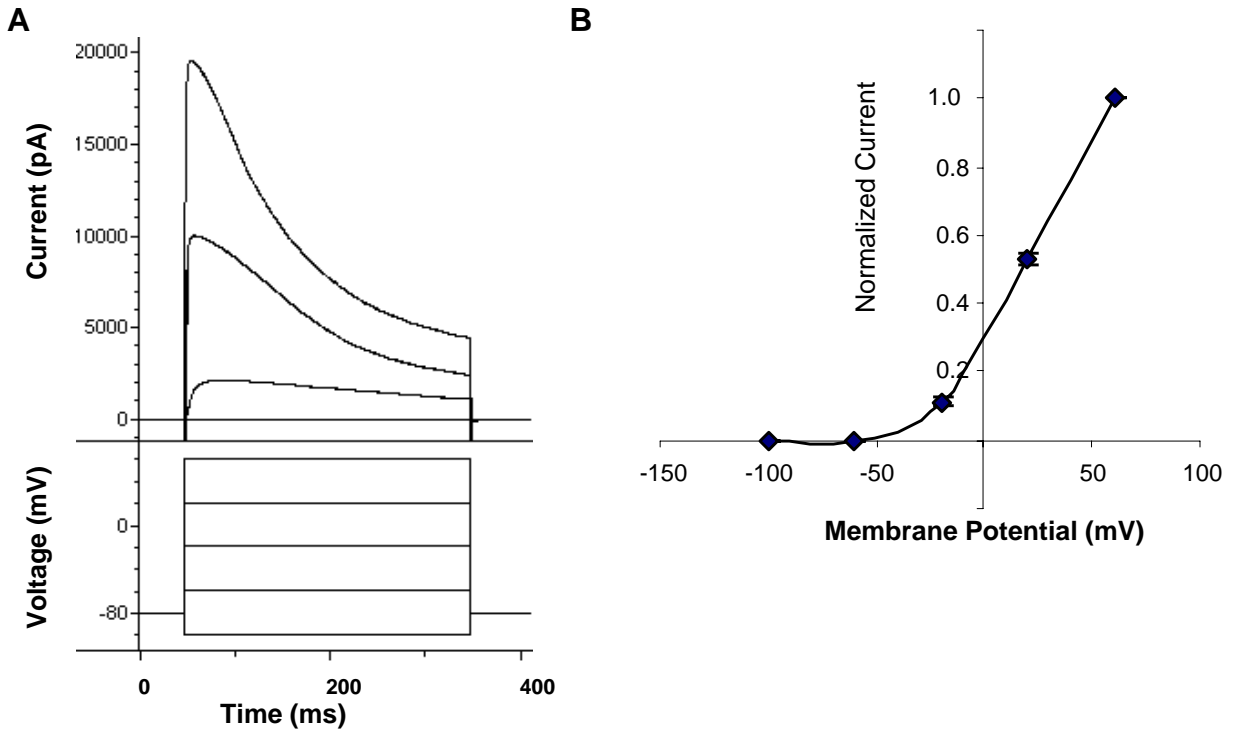 A
Current (pA)
20000
15000
10000
5000
0
Voltage (mV)
0
-80
0 200 400
Time (ms)
B
Normalized Current
1.0
0.8
0.6
0.4
0.2
-150 -100 -50 50 100
Membrane Potential (mV)